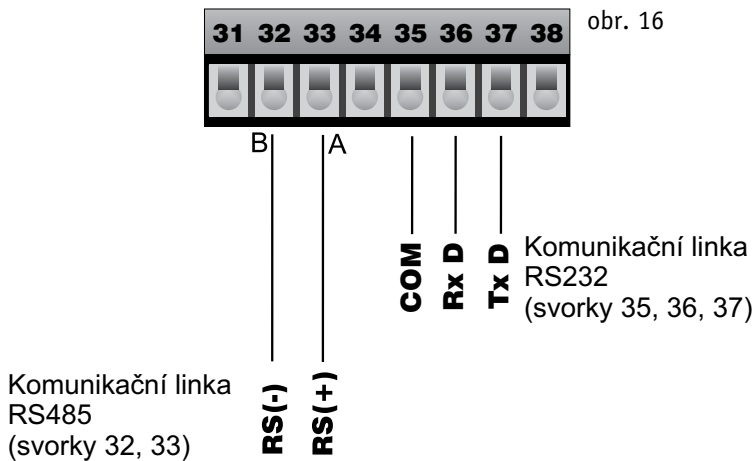 31 32 33 34 35 36 37 38
obr. 16
B
A
COM
Rx D
Tx D
Komunikační linka
RS232
(svorky 35, 36, 37)
Komunikační linka
RS485
(svorky 32, 33)
RS(-)
RS(+)